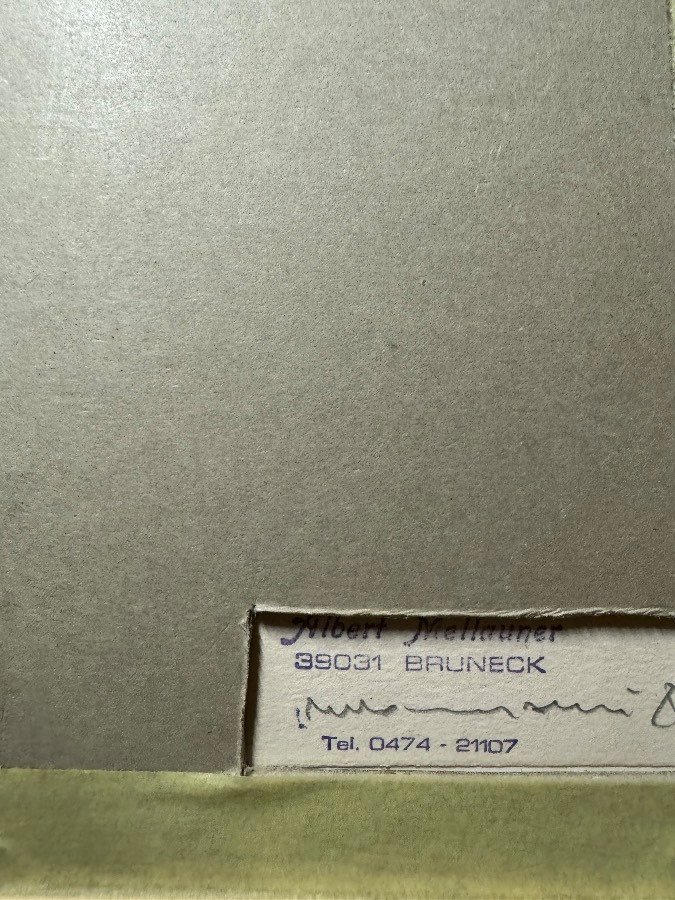 Albert Mellauner
39031 BRUNECK
Tel. 0474 - 21107